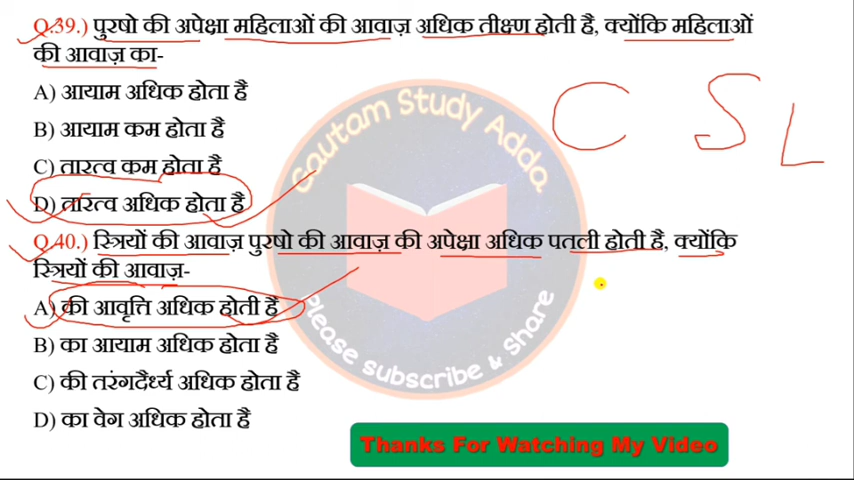 Q.39.) पुरषो की अपेक्षा महिलाओं की आवाज़ अधिक तीक्ष्ण होती है, क्योंकि महिलाओं
की आवाज़ का-
A) आयाम अधिक होता है
B) आयाम कम होता है
C) तारत्व कम होता है
D) तारत्व अधिक होता है
C S L
Q.40.) स्त्रियों की आवाज़ पुरषो की आवाज़ की अपेक्षा अधिक पतली होती है, क्योंकि
स्त्रियों की आवाज़-
A) की आवृत्ति अधिक होती है
B) का आयाम अधिक होता है
C) की तरंगदैर्ध्य अधिक होता है
D) का वेग अधिक होता है
Gautam Study Adda
Please subscribe & share
Thanks For Watching My Video